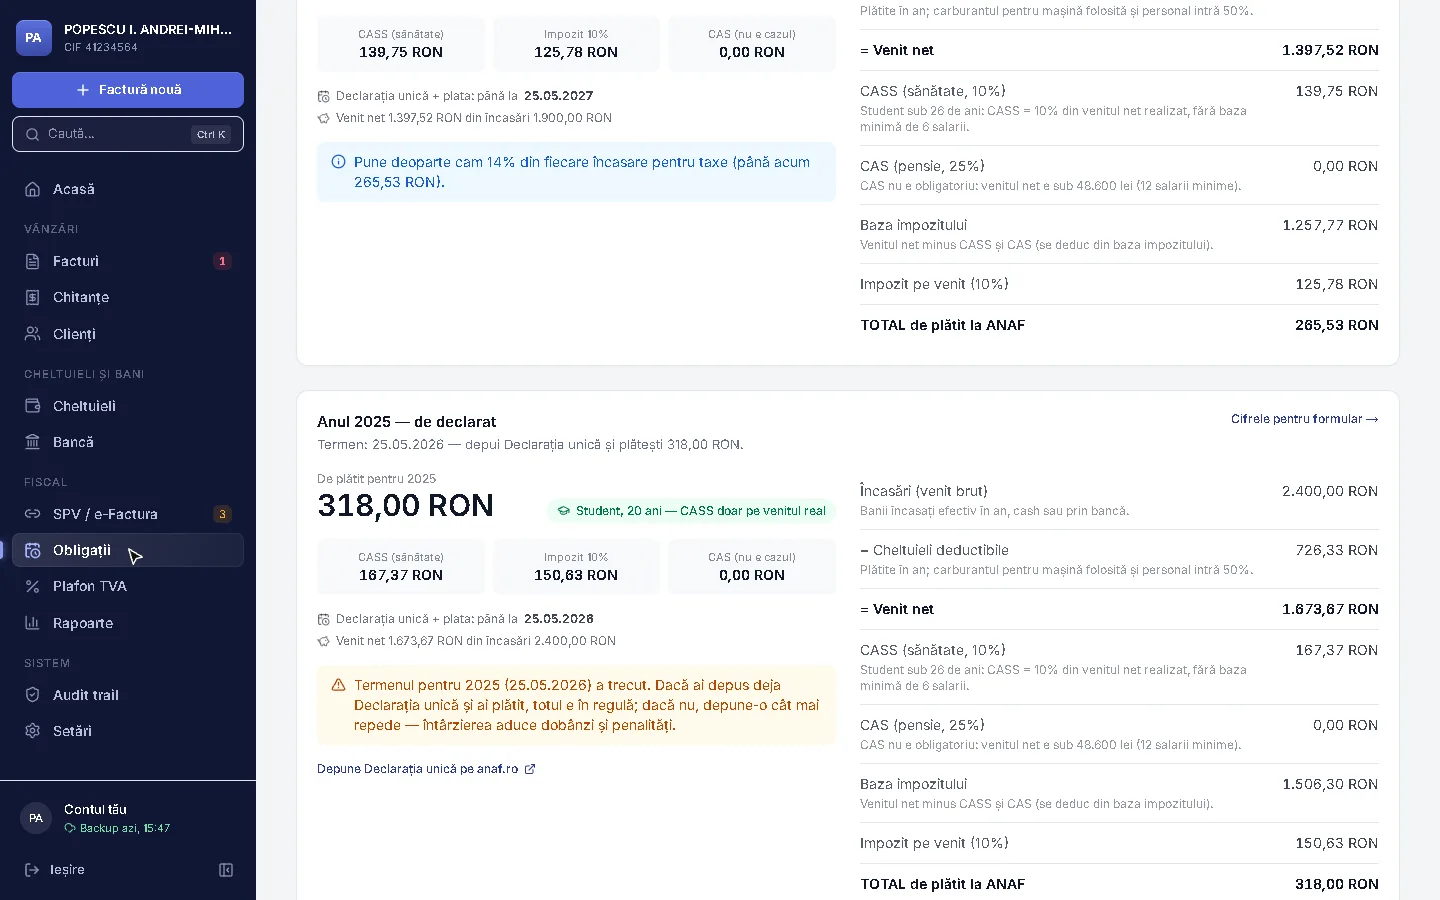 PA
POPESCU I. ANDREI-MIH...
CIF 41234564
Factură nouă
Caută...
Ctrl K
Acasă
VÂNZĂRI
Facturi
1
Chitanțe
Clienți
CHELTUIELI ȘI BANI
Cheltuieli
Bancă
FISCAL
SPV / e-Factura
3
Obligații
Plafon TVA
Rapoarte
SISTEM
Audit trail
Setări
PA
Contul tău
Backup azi, 15:47
Ieșire
CASS (sănătate)
139,75 RON
Impozit 10%
125,78 RON
CAS (nu e cazul)
0,00 RON
Declarația unică + plata: până la 25.05.2027
Venit net 1.397,52 RON din încasări 1.900,00 RON
Pune deoparte cam 14% din fiecare încasare pentru taxe (până acum
265,53 RON).
Plătite în an; carburantul pentru mașină folosită și personal intră 50%.
= Venit net
1.397,52 RON
CASS (sănătate, 10%)
139,75 RON
Student sub 26 de ani: CASS = 10% din venitul net realizat, fără baza
minimă de 6 salarii.
CAS (pensie, 25%)
0,00 RON
CAS nu e obligatoriu: venitul net e sub 48.600 lei (12 salarii minime).
Baza impozitului
1.257,77 RON
Venitul net minus CASS și CAS (se deduc din baza impozitului).
Impozit pe venit (10%)
125,78 RON
TOTAL de plătit la ANAF
265,53 RON
Anul 2025 — de declarat
Cifrele pentru formular →
Termen: 25.05.2026 — depui Declarația unică și plătești 318,00 RON.
De plătit pentru 2025
318,00 RON
Student, 20 ani — CASS doar pe venitul real
CASS (sănătate)
167,37 RON
Impozit 10%
150,63 RON
CAS (nu e cazul)
0,00 RON
Declarația unică + plata: până la 25.05.2026
Venit net 1.673,67 RON din încasări 2.400,00 RON
Termenul pentru 2025 (25.05.2026) a trecut. Dacă ai depus deja
Declarația unică și ai plătit, totul e în regulă; dacă nu, depune-o cât mai
repede — întârzierea aduce dobânzi și penalități.
Depune Declarația unică pe anaf.ro
Încasări (venit brut)
2.400,00 RON
Banii încasați efectiv în an, cash sau prin bancă.
− Cheltuieli deductibile
726,33 RON
Plătite în an; carburantul pentru mașină folosită și personal intră 50%.
= Venit net
1.673,67 RON
CASS (sănătate, 10%)
167,37 RON
Student sub 26 de ani: CASS = 10% din venitul net realizat, fără baza
minimă de 6 salarii.
CAS (pensie, 25%)
0,00 RON
CAS nu e obligatoriu: venitul net e sub 48.600 lei (12 salarii minime).
Baza impozitului
1.506,30 RON
Venitul net minus CASS și CAS (se deduc din baza impozitului).
Impozit pe venit (10%)
150,63 RON
TOTAL de plătit la ANAF
318,00 RON